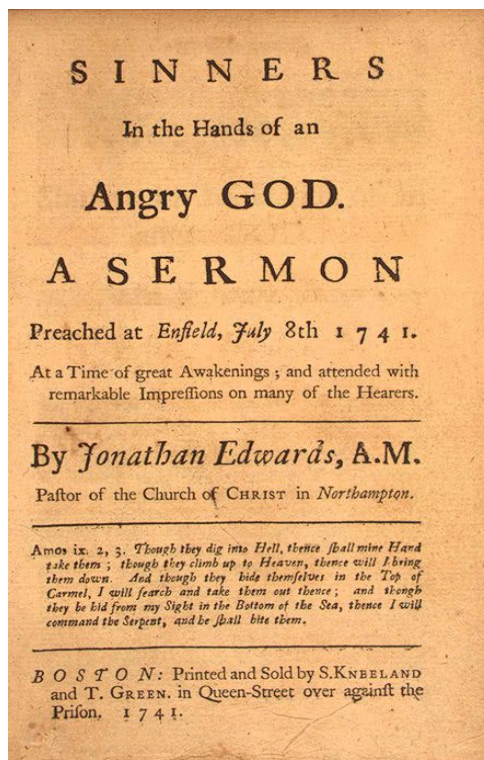 SINNERS
In the Hands of an
Angry GOD.
A SERMON
Preached at Enfield, July 8th 1741.
At a Time of great Awakenings ; and attended with
remarkable Impreſſions on many of the Hearers.
By Jonathan Edwards, A.M.
Paſtor of the Church of CHRIST in Northampton.
Amos ix. 2, 3. Though they dig into Hell, thence ſhall mine Hand
take them ; though they climb up to Heaven, thence will I bring
them down. And though they hide themſelves in the Top of
Carmel, I will ſearch and take them out thence ; and though
they be hid from my Sight in the Bottom of the Sea, thence I will
command the Serpent, and he ſhall bite them.
BOSTON: Printed and Sold by S.KNEELAND
and T. GREEN. in Queen-Street over againſt the
Priſon. 1741.